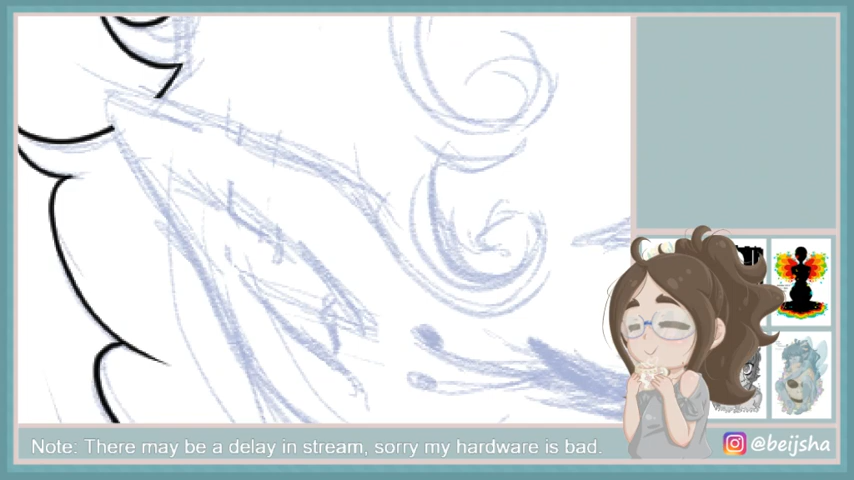 Note: There may be a delay in stream, sorry my hardware is bad.
@beijsha